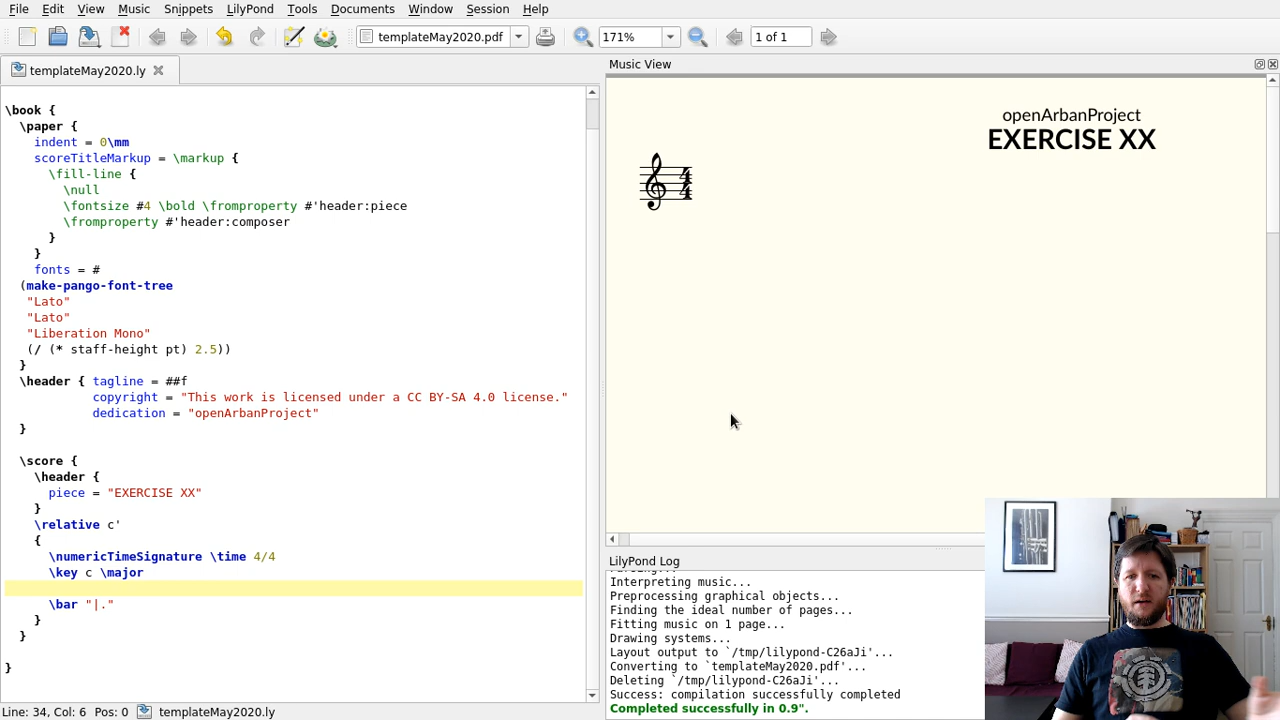 File Edit View Music Snippets LilyPond Tools Documents Window Session Help
templateMay2020.pdf 171% 1 of 1
templateMay2020.ly
\book {
\paper {
indent = 0\mm
scoreTitleMarkup = \markup {
\fill-line {
\null
\fontsize #4 \bold \fromproperty #'header:piece
\fromproperty #'header:composer
}
}
fonts = #
(make-pango-font-tree
"Lato"
"Lato"
"Liberation Mono"
(/ (* staff-height pt) 2.5))
}
\header { tagline = ##f
copyright = "This work is licensed under a CC BY-SA 4.0 license."
dedication = "openArbanProject"
}
\score {
\header {
piece = "EXERCISE XX"
}
\relative c'
{
\numericTimeSignature \time 4/4
\key c \major
\bar "|."
}
}
}
Line: 34, Col: 6 Pos: 0 templateMay2020.ly
Music View
openArbanProject
EXERCISE XX
4
4
LilyPond Log
Interpreting music...
Preprocessing graphical objects...
Finding the ideal number of pages...
Fitting music on 1 page...
Drawing systems...
Layout output to `/tmp/lilypond-C26aJi'...
Converting to `templateMay2020.pdf'...
Deleting `/tmp/lilypond-C26aJi'...
Success: compilation successfully completed
Completed successfully in 0.9".